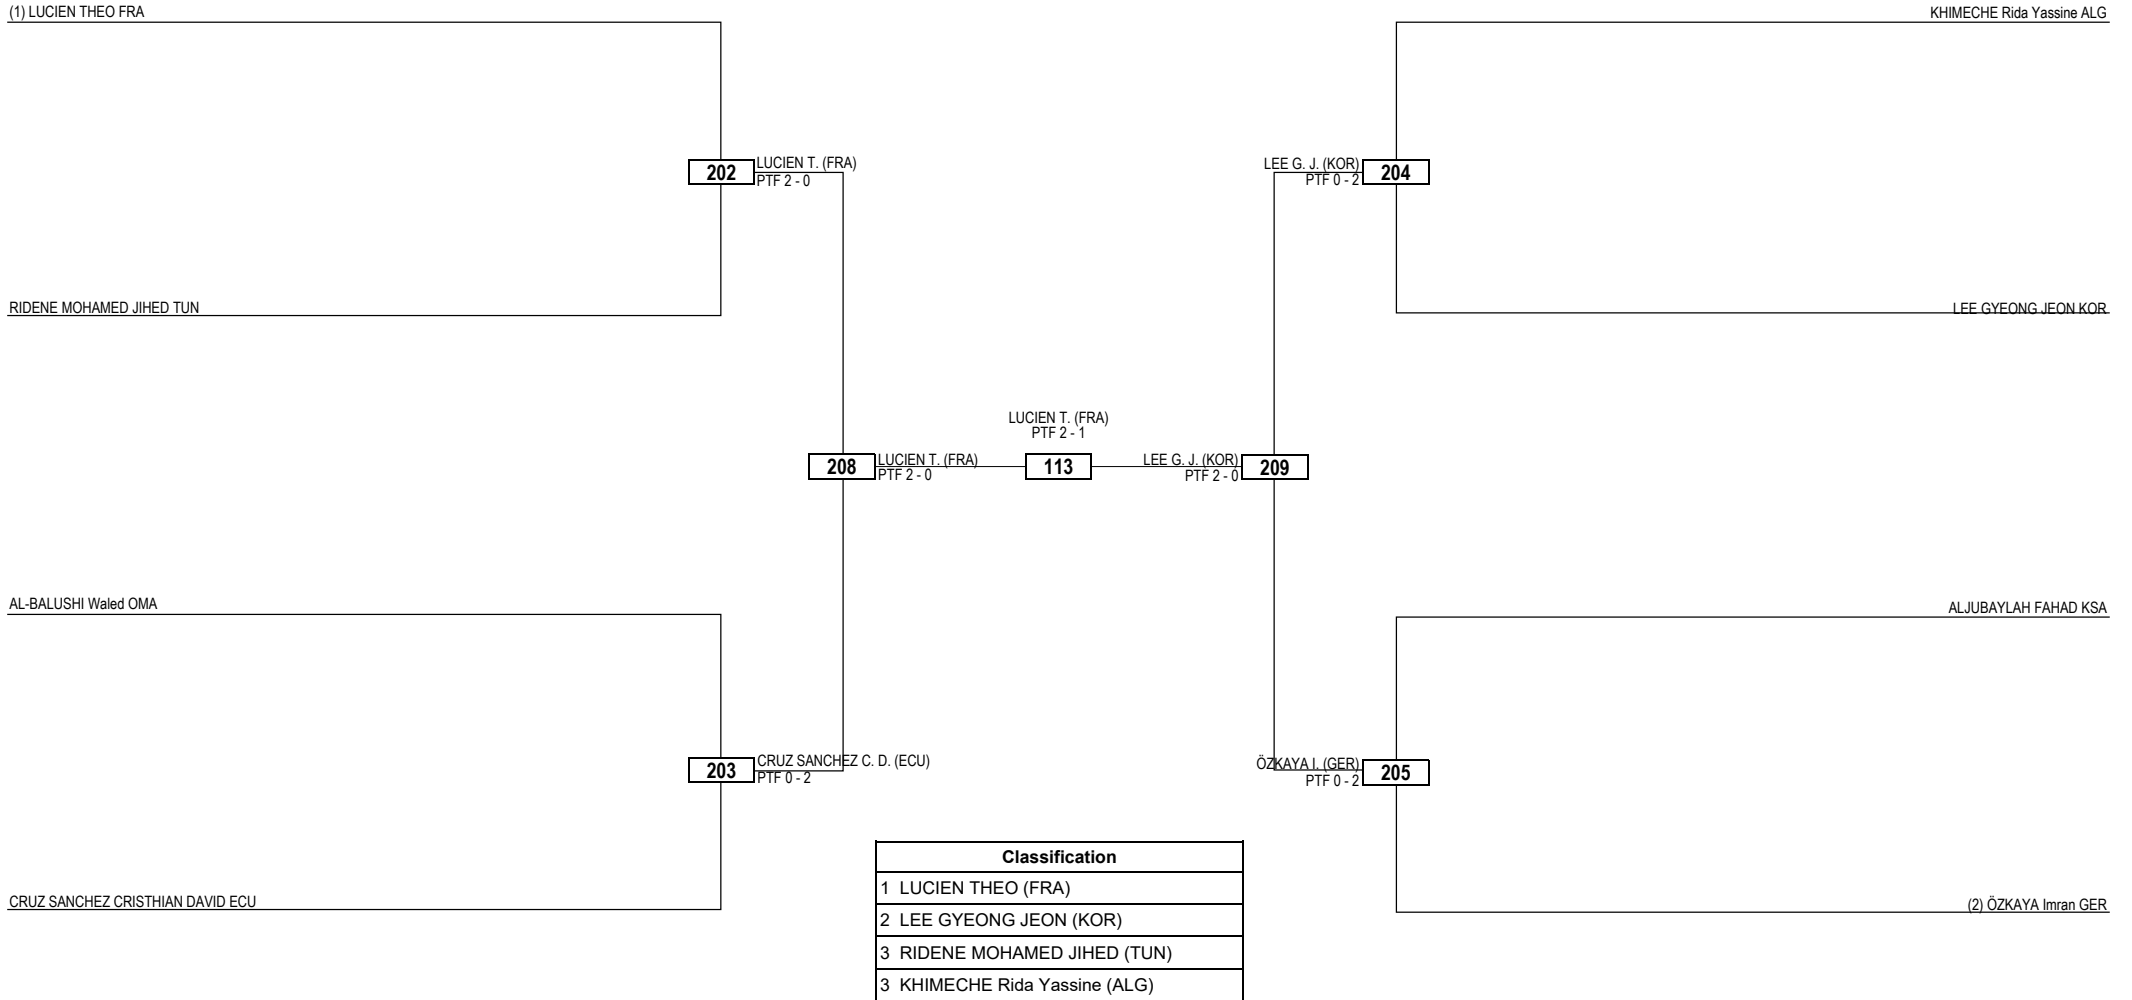 (1) LUCIEN THEO FRA
KHIMECHE Rida Yassine ALG
202
LUCIEN T. (FRA)
PTF 2 - 0
LEE G. J. (KOR)
PTF 0 - 2
204
RIDENE MOHAMED JIHED TUN
LEE GYEONG JEON KOR
LUCIEN T. (FRA)
PTF 2 - 1
208
LUCIEN T. (FRA)
PTF 2 - 0
113
LEE G. J. (KOR)
PTF 2 - 0
209
AL-BALUSHI Waled OMA
ALJUBAYLAH FAHAD KSA
203
CRUZ SANCHEZ C. D. (ECU)
PTF 0 - 2
ÖZKAYA I. (GER)
PTF 0 - 2
205
CRUZ SANCHEZ CRISTHIAN DAVID ECU
(2) ÖZKAYA Imran GER
Classification
1 LUCIEN THEO (FRA)
2 LEE GYEONG JEON (KOR)
3 RIDENE MOHAMED JIHED (TUN)
3 KHIMECHE Rida Yassine (ALG)